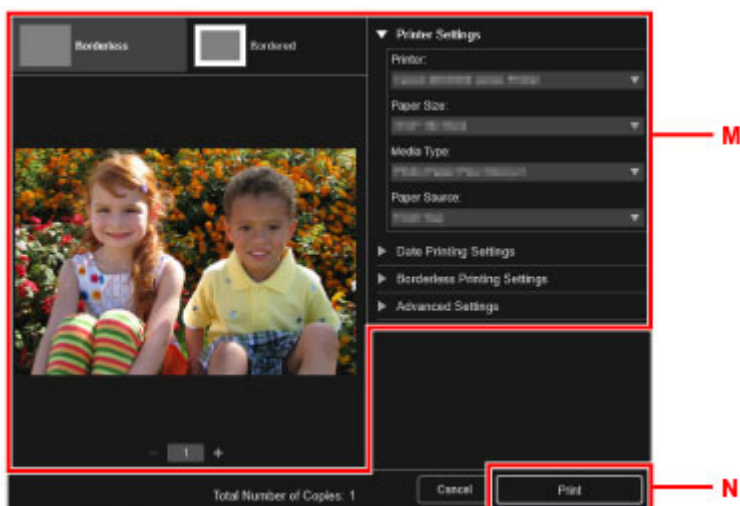 Borderless
Bordered
Printer Settings
Printer:
Paper Size:
M
Media Type:
Paper Source:
Date Printing Settings
Borderless Printing Settings
Advanced Settings
1
Total Number of Copies: 1
Cancel
Print
N